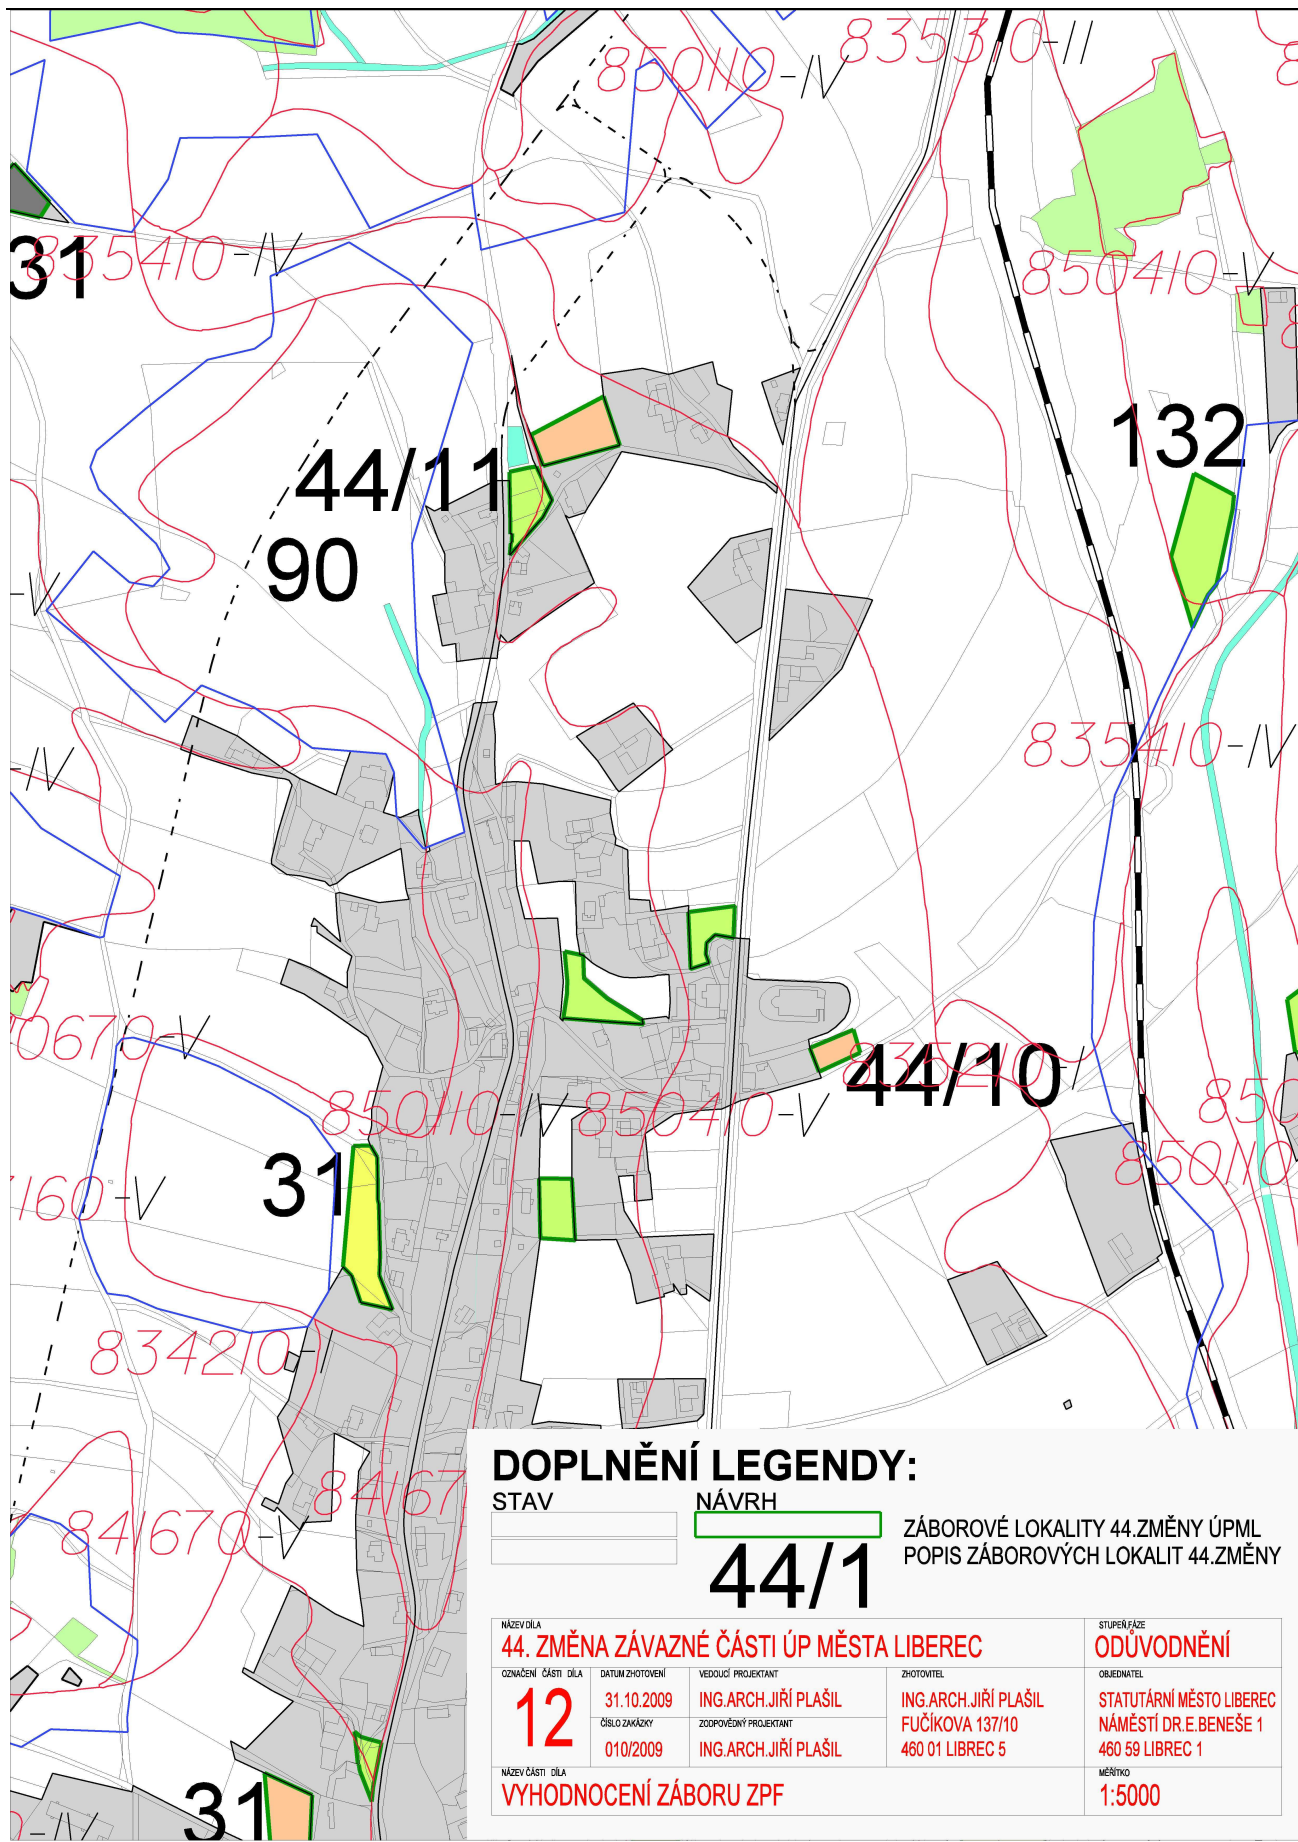 850110-IV
835310-II
31
835410-IV
850410-V
132
44/11
90
-V
835410-IV
-IV
0670-V
44/10
850110-IV
850410-V
850
850110
31
1160-V
834210-I
84167
841670-V
31
-IV
DOPLNĚNÍ LEGENDY:
STAV NÁVRH
ZÁBOROVÉ LOKALITY 44.ZMĚNY ÚPML
44/1 POPIS ZÁBOROVÝCH LOKALIT 44.ZMĚNY
NÁZEV DÍLA
44. ZMĚNA ZÁVAZNÉ ČÁSTI ÚP MĚSTA LIBEREC
STUPEŇ,FÁZE
ODŮVODNĚNÍ
OZNAČENÍ ČÁSTI DÍLA
12
DATUM ZHOTOVENÍ
31.10.2009
ČÍSLO ZAKÁZKY
010/2009
VEDOUCÍ PROJEKTANT
ING.ARCH.JIŘÍ PLAŠIL
ZODPOVĚDNÝ PROJEKTANT
ING.ARCH.JIŘÍ PLAŠIL
ZHOTOVITEL
ING.ARCH.JIŘÍ PLAŠIL
FUČÍKOVA 137/10
460 01 LIBREC 5
OBJEDNATEL
STATUTÁRNÍ MĚSTO LIBEREC
NÁMĚSTÍ DR.E.BENEŠE 1
460 59 LIBREC 1
NÁZEV ČÁSTI DÍLA
VYHODNOCENÍ ZÁBORU ZPF
MĚŘÍTKO
1:5000